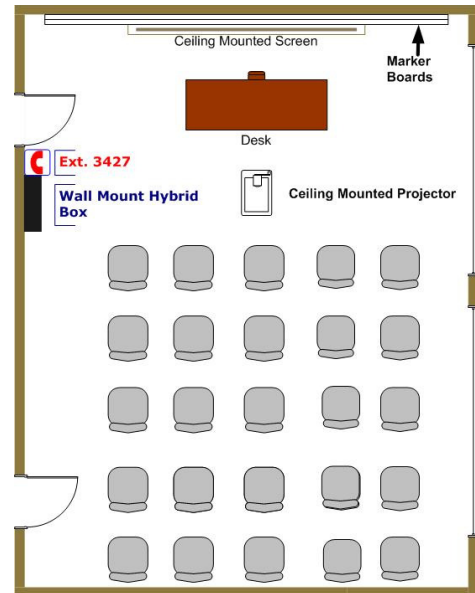 Ceiling Mounted Screen
Marker
Boards
Desk
Ext. 3427
Wall Mount Hybrid
Box
Ceiling Mounted Projector